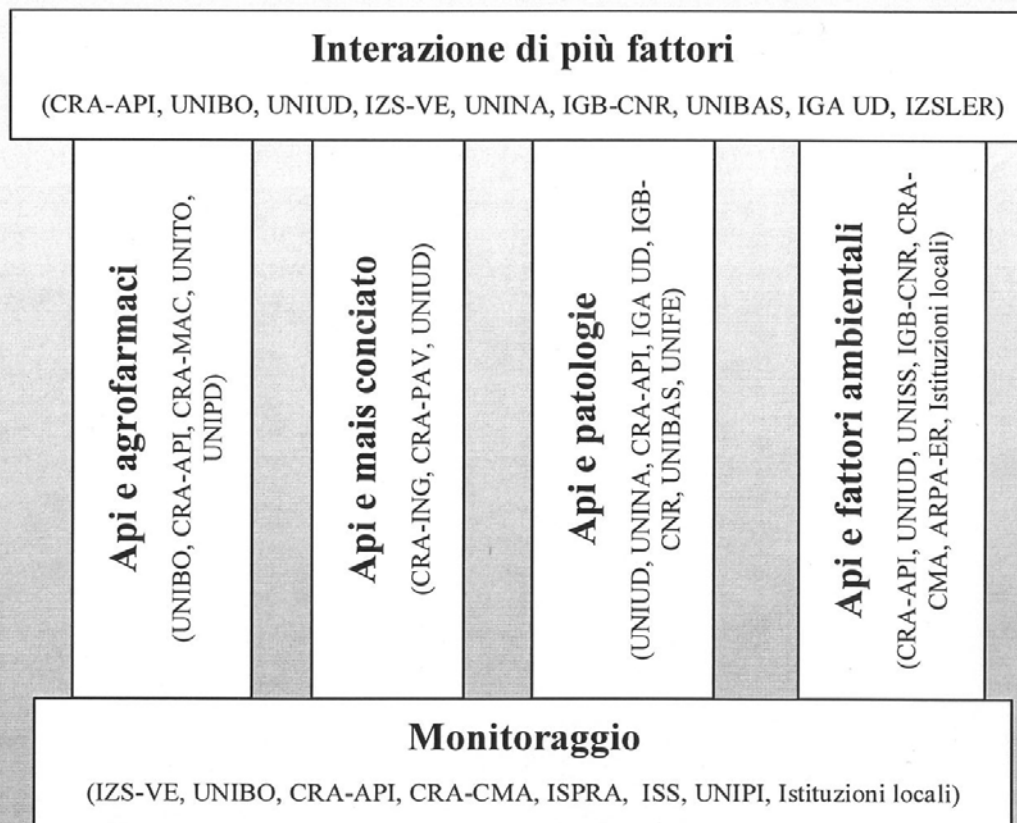 Interazione di più fattori
(CRA-API, UNIBO, UNIUD, IZS-VE, UNINA, IGB-CNR, UNIBAS, IGA UD, IZSLER)
Api e agrofarmaci
(UNIBO, CRA-API, CRA-MAC, UNITO,
UNIPD)
Api e mais conciato
(CRA-ING, CRA-PAV, UNIUD)
Api e patologie
(UNIUD, UNINA, CRA-API, IGA UD, IGB-
CNR, UNIBAS, UNIFE)
Api e fattori ambientali
(CRA-API, UNIUD, UNISS, IGB-CNR, CRA-
CMA, ARPA-ER, Istituzioni locali)
Monitoraggio
(IZS-VE, UNIBO, CRA-API, CRA-CMA, ISPRA, ISS, UNIPI, Istituzioni locali)